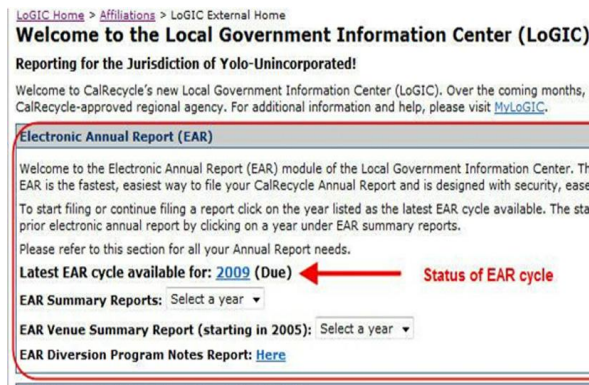 LoGIC Home > Affiliations > LoGIC External Home
Welcome to the Local Government Information Center (LoGIC)
Reporting for the Jurisdiction of Yolo-Unincorporated!
Welcome to CalRecycle's new Local Government Information Center (LoGIC). Over the coming months,
CalRecycle-approved regional agency. For additional information and help, please visit MyLoGIC.
Electronic Annual Report (EAR)
Welcome to the Electronic Annual Report (EAR) module of the Local Government Information Center.
EAR is the fastest, easiest way to file your CalRecycle Annual Report and is designed with security, ease
To start filing or continue filing a report click on the year listed as the latest EAR cycle available. The sta
prior electronic annual report by clicking on a year under EAR summary reports.
Please refer to this section for all your Annual Report needs.
Latest EAR cycle available for: 2009 (Due) Status of EAR cycle
EAR Summary Reports: Select a year
EAR Venue Summary Report (starting in 2005): Select a year
EAR Diversion Program Notes Report: Here